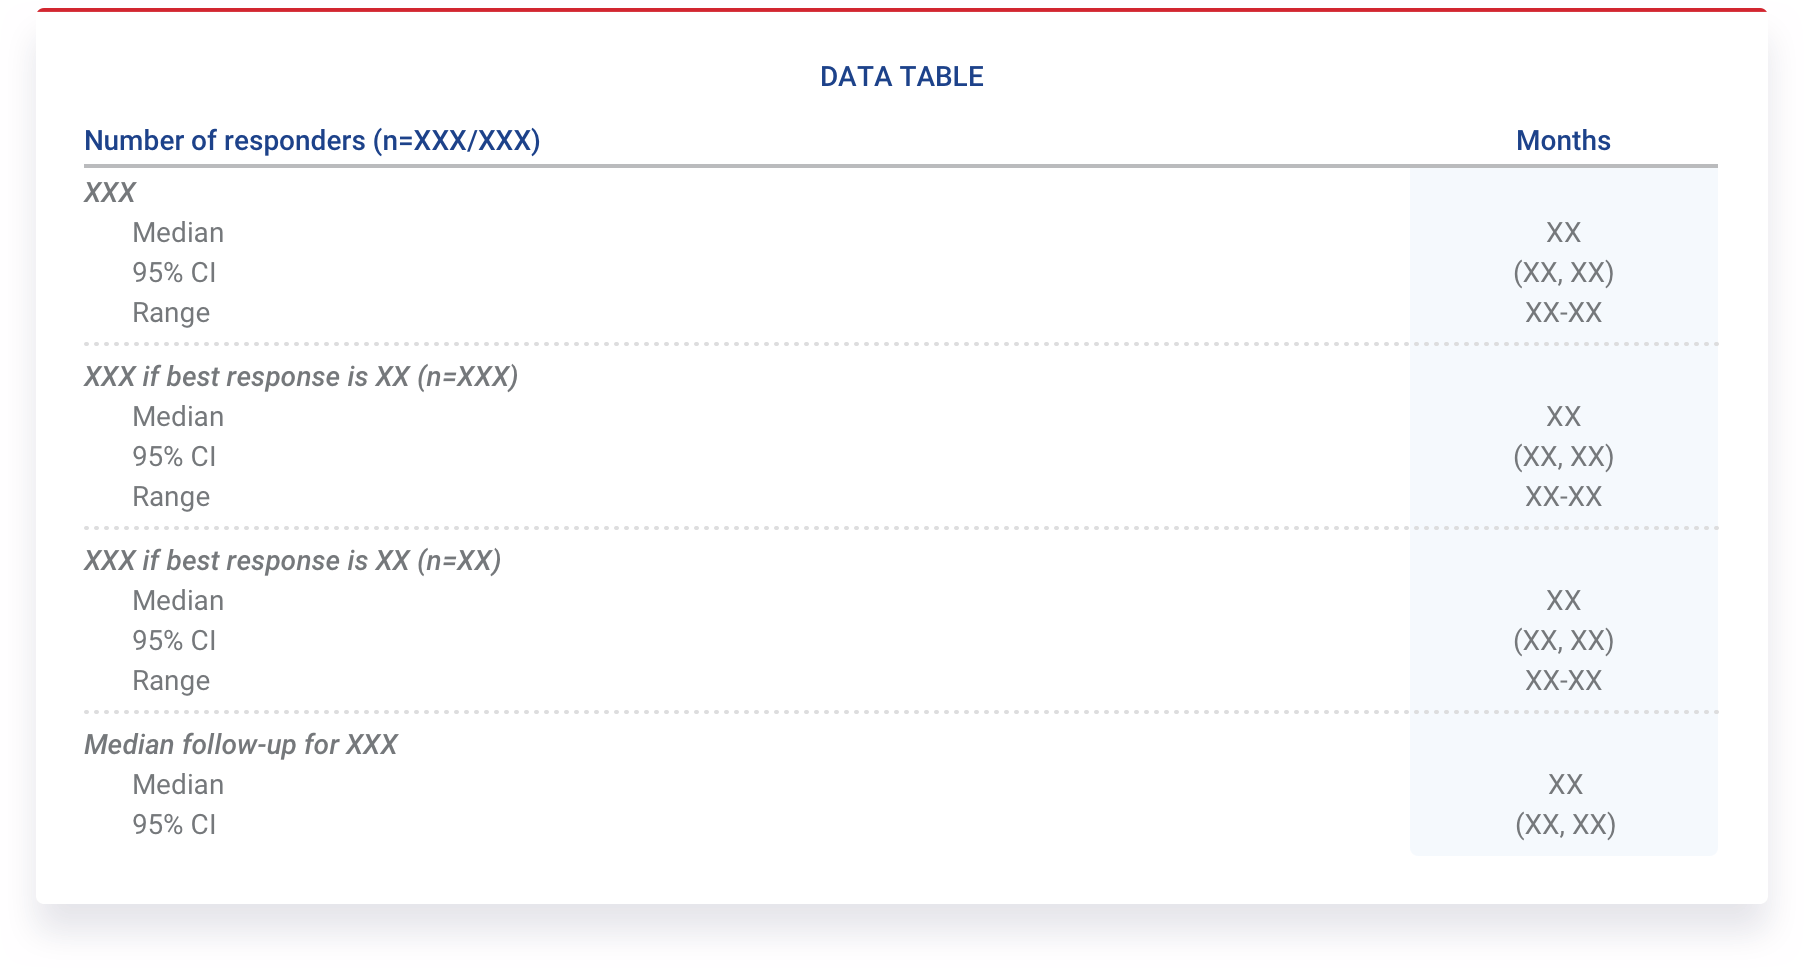 DATA TABLE
Number of responders (n=XXX/XXX) Months
XXX
Median XX
95% CI (XX, XX)
Range XX-XX
XXX if best response is XX (n=XXX)
Median XX
95% CI (XX, XX)
Range XX-XX
XXX if best response is XX (n=XX)
Median XX
95% CI (XX, XX)
Range XX-XX
Median follow-up for XXX
Median XX
95% CI (XX, XX)